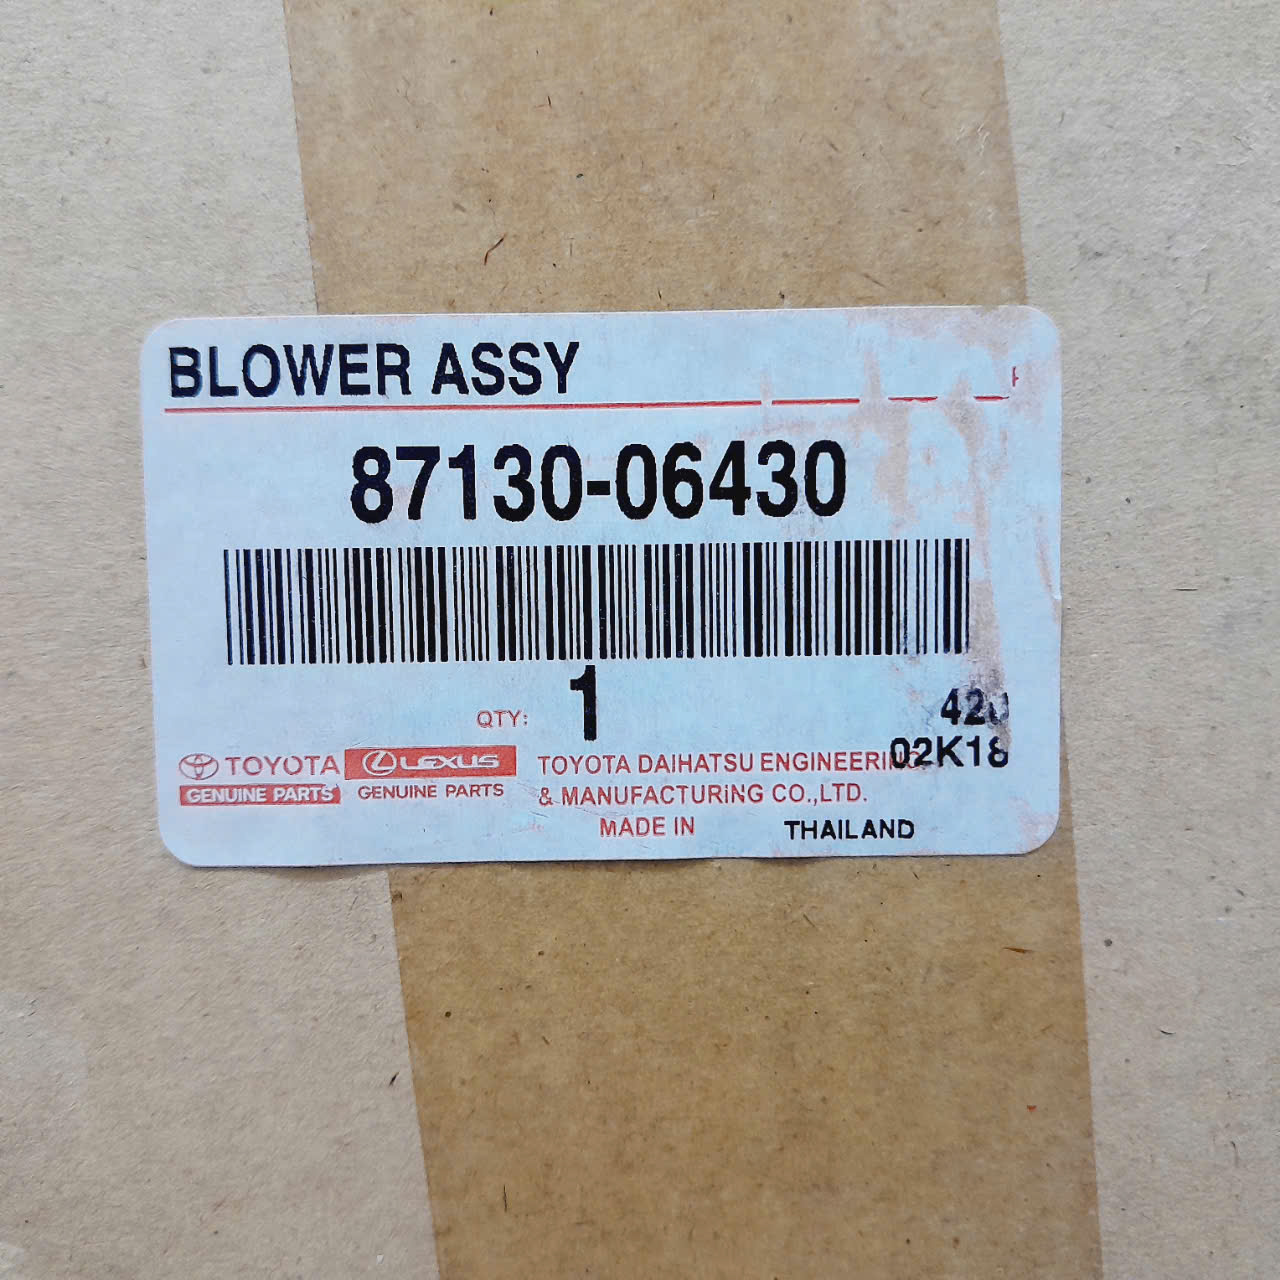 BLOWER ASSY
87130-06430
QTY: 1
02K18
TOYOTA LEXUS
GENUINE PARTS GENUINE PARTS
TOYOTA DAIHATSU ENGINEERING
& MANUFACTURING CO.,LTD.
MADE IN THAILAND